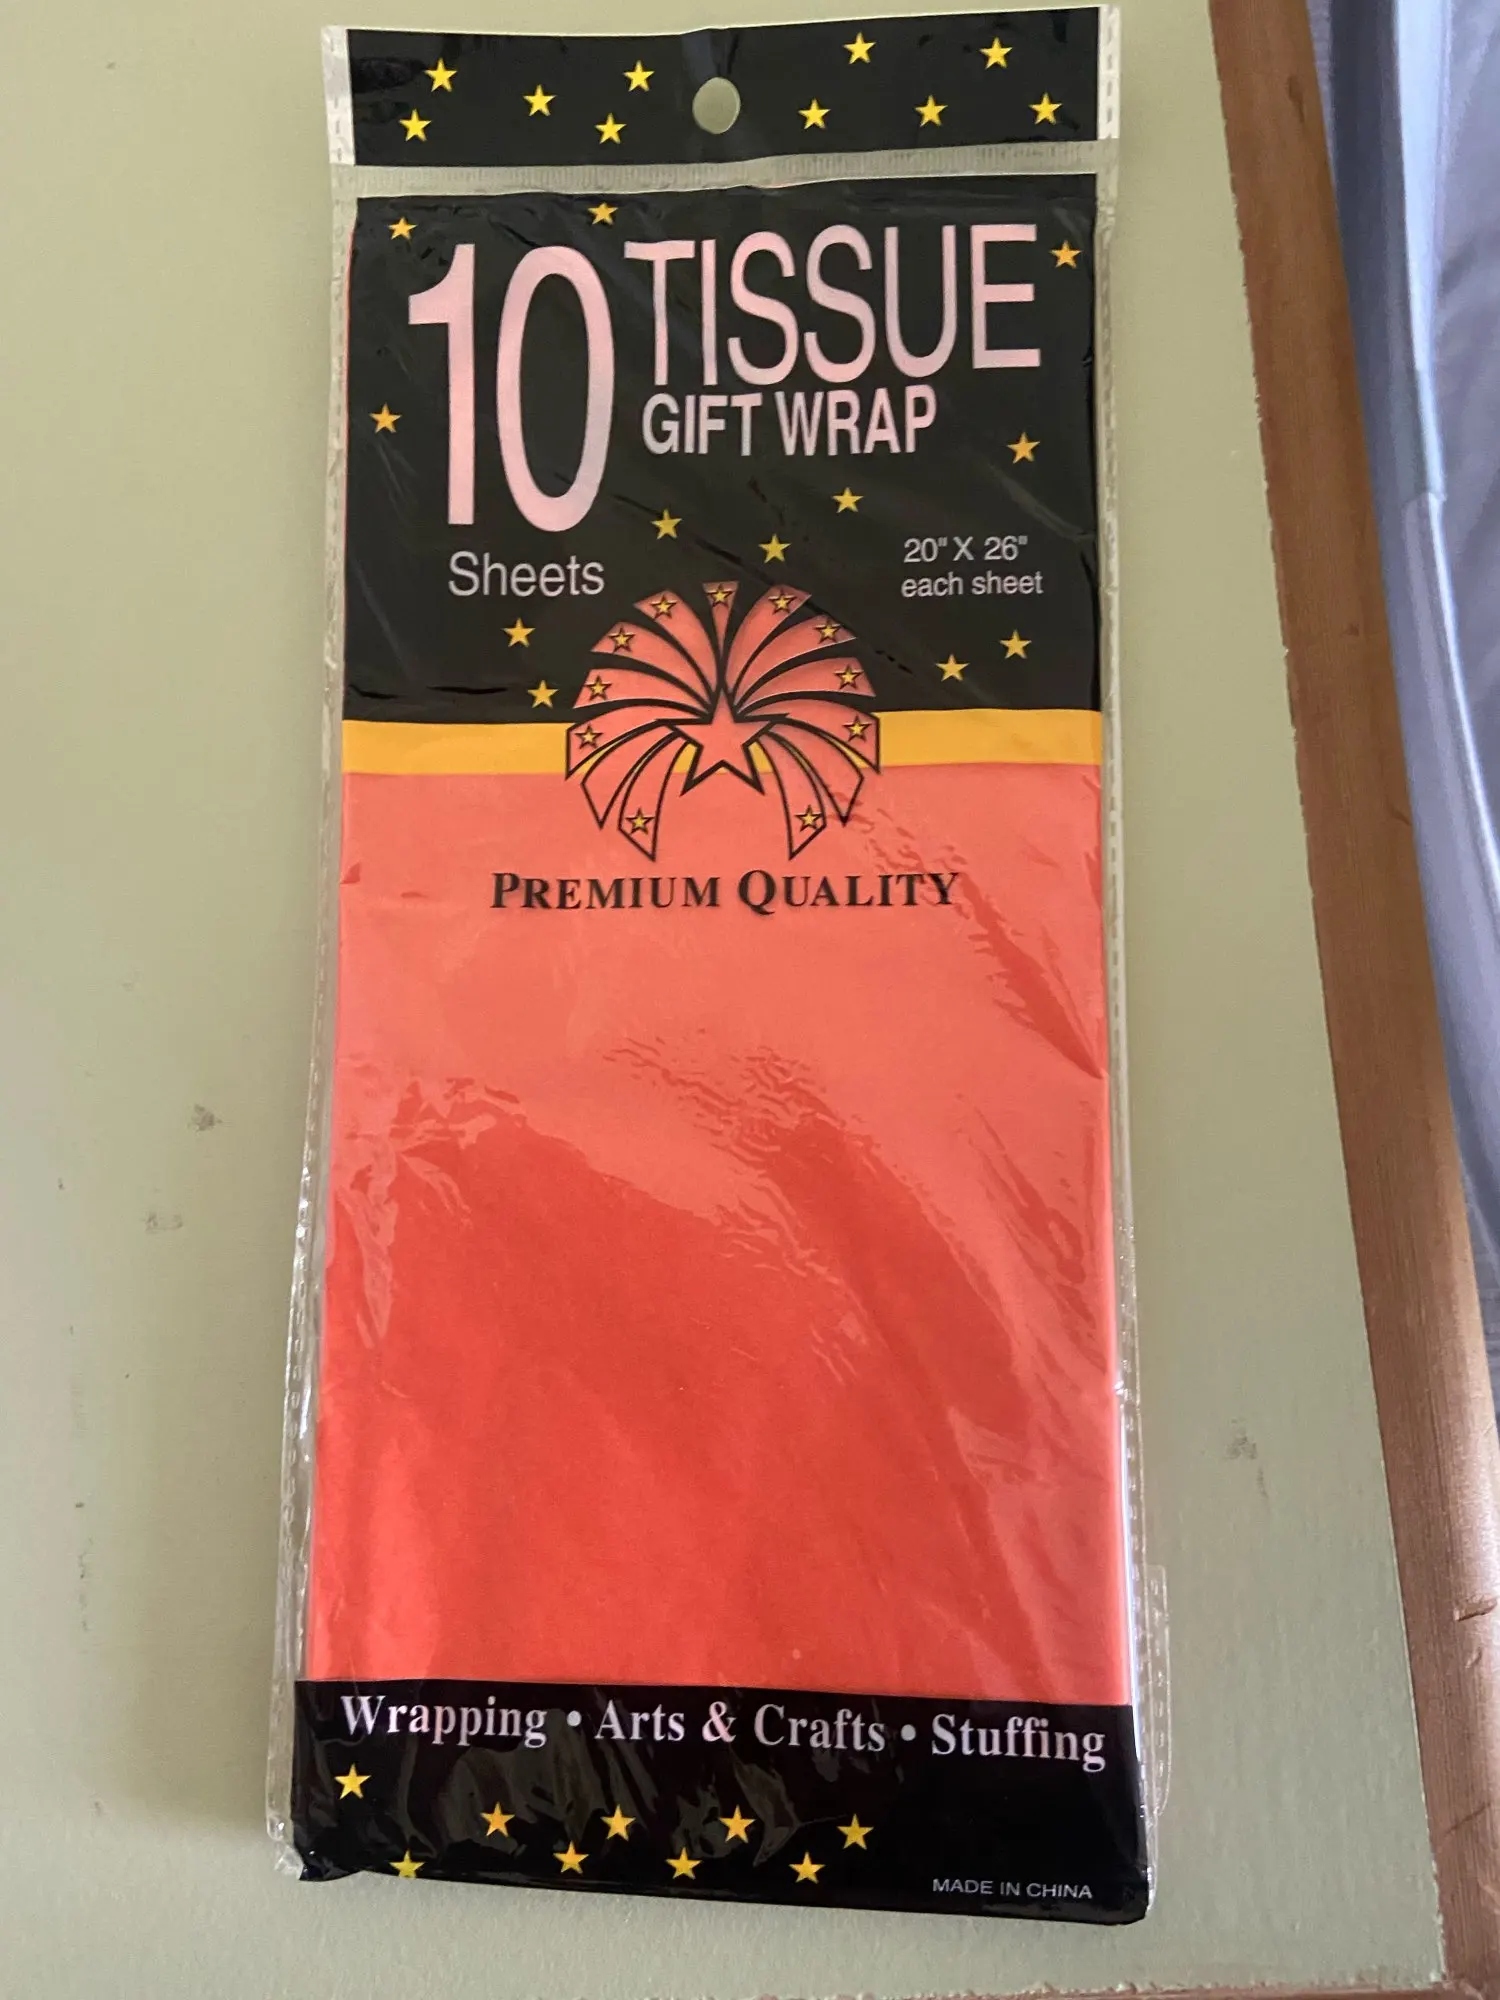 10 TISSUE
GIFT WRAP
Sheets
20" X 26"
each sheet
PREMIUM QUALITY
Wrapping • Arts & Crafts • Stuffing
MADE IN CHINA